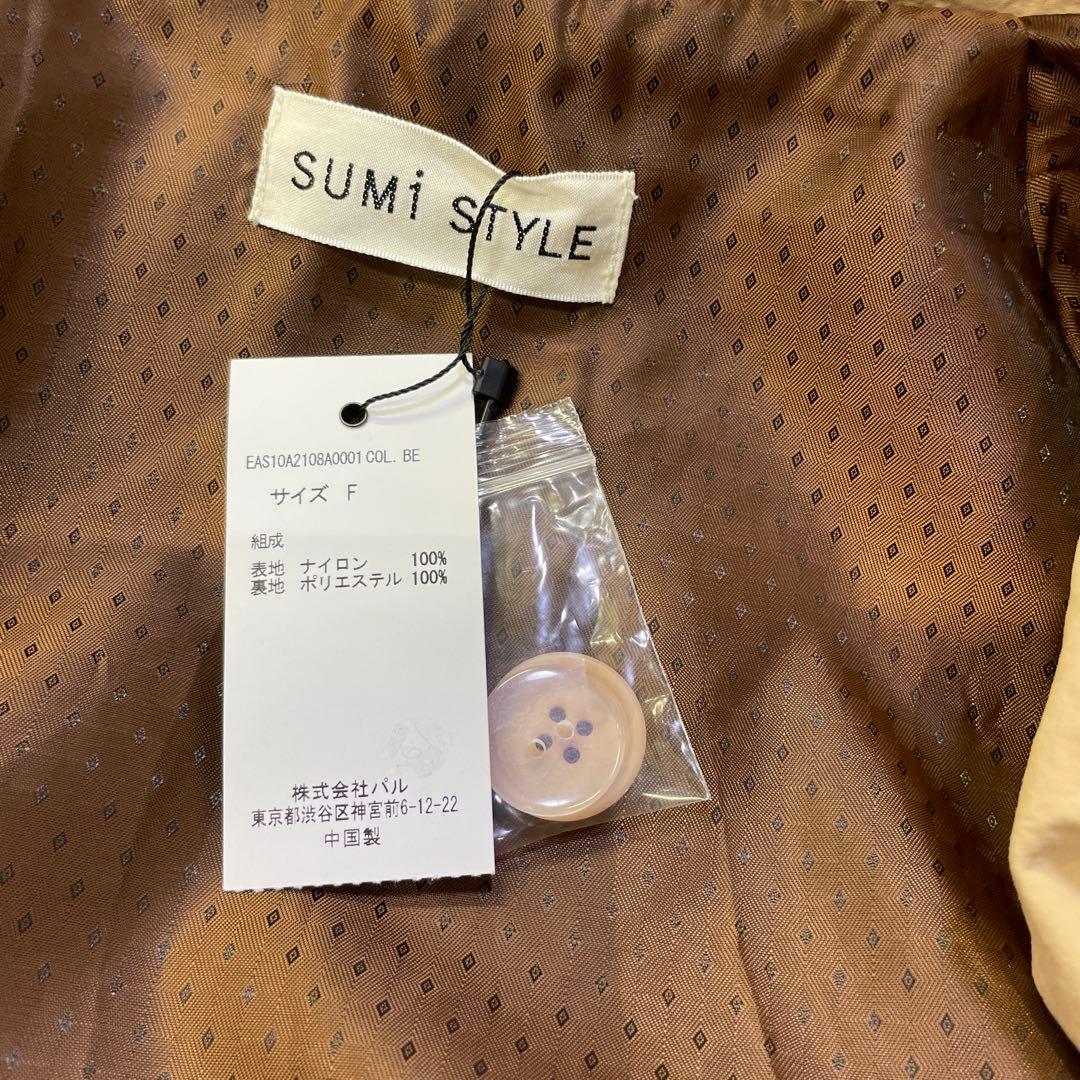 SUMi STYLE
EAS10A2108A0001 COL. BE
サイズ F
組成
表地 ナイロン 100%
裏地 ポリエステル 100%
株式会社パル
東京都渋谷区神宮前6-12-22
中国製